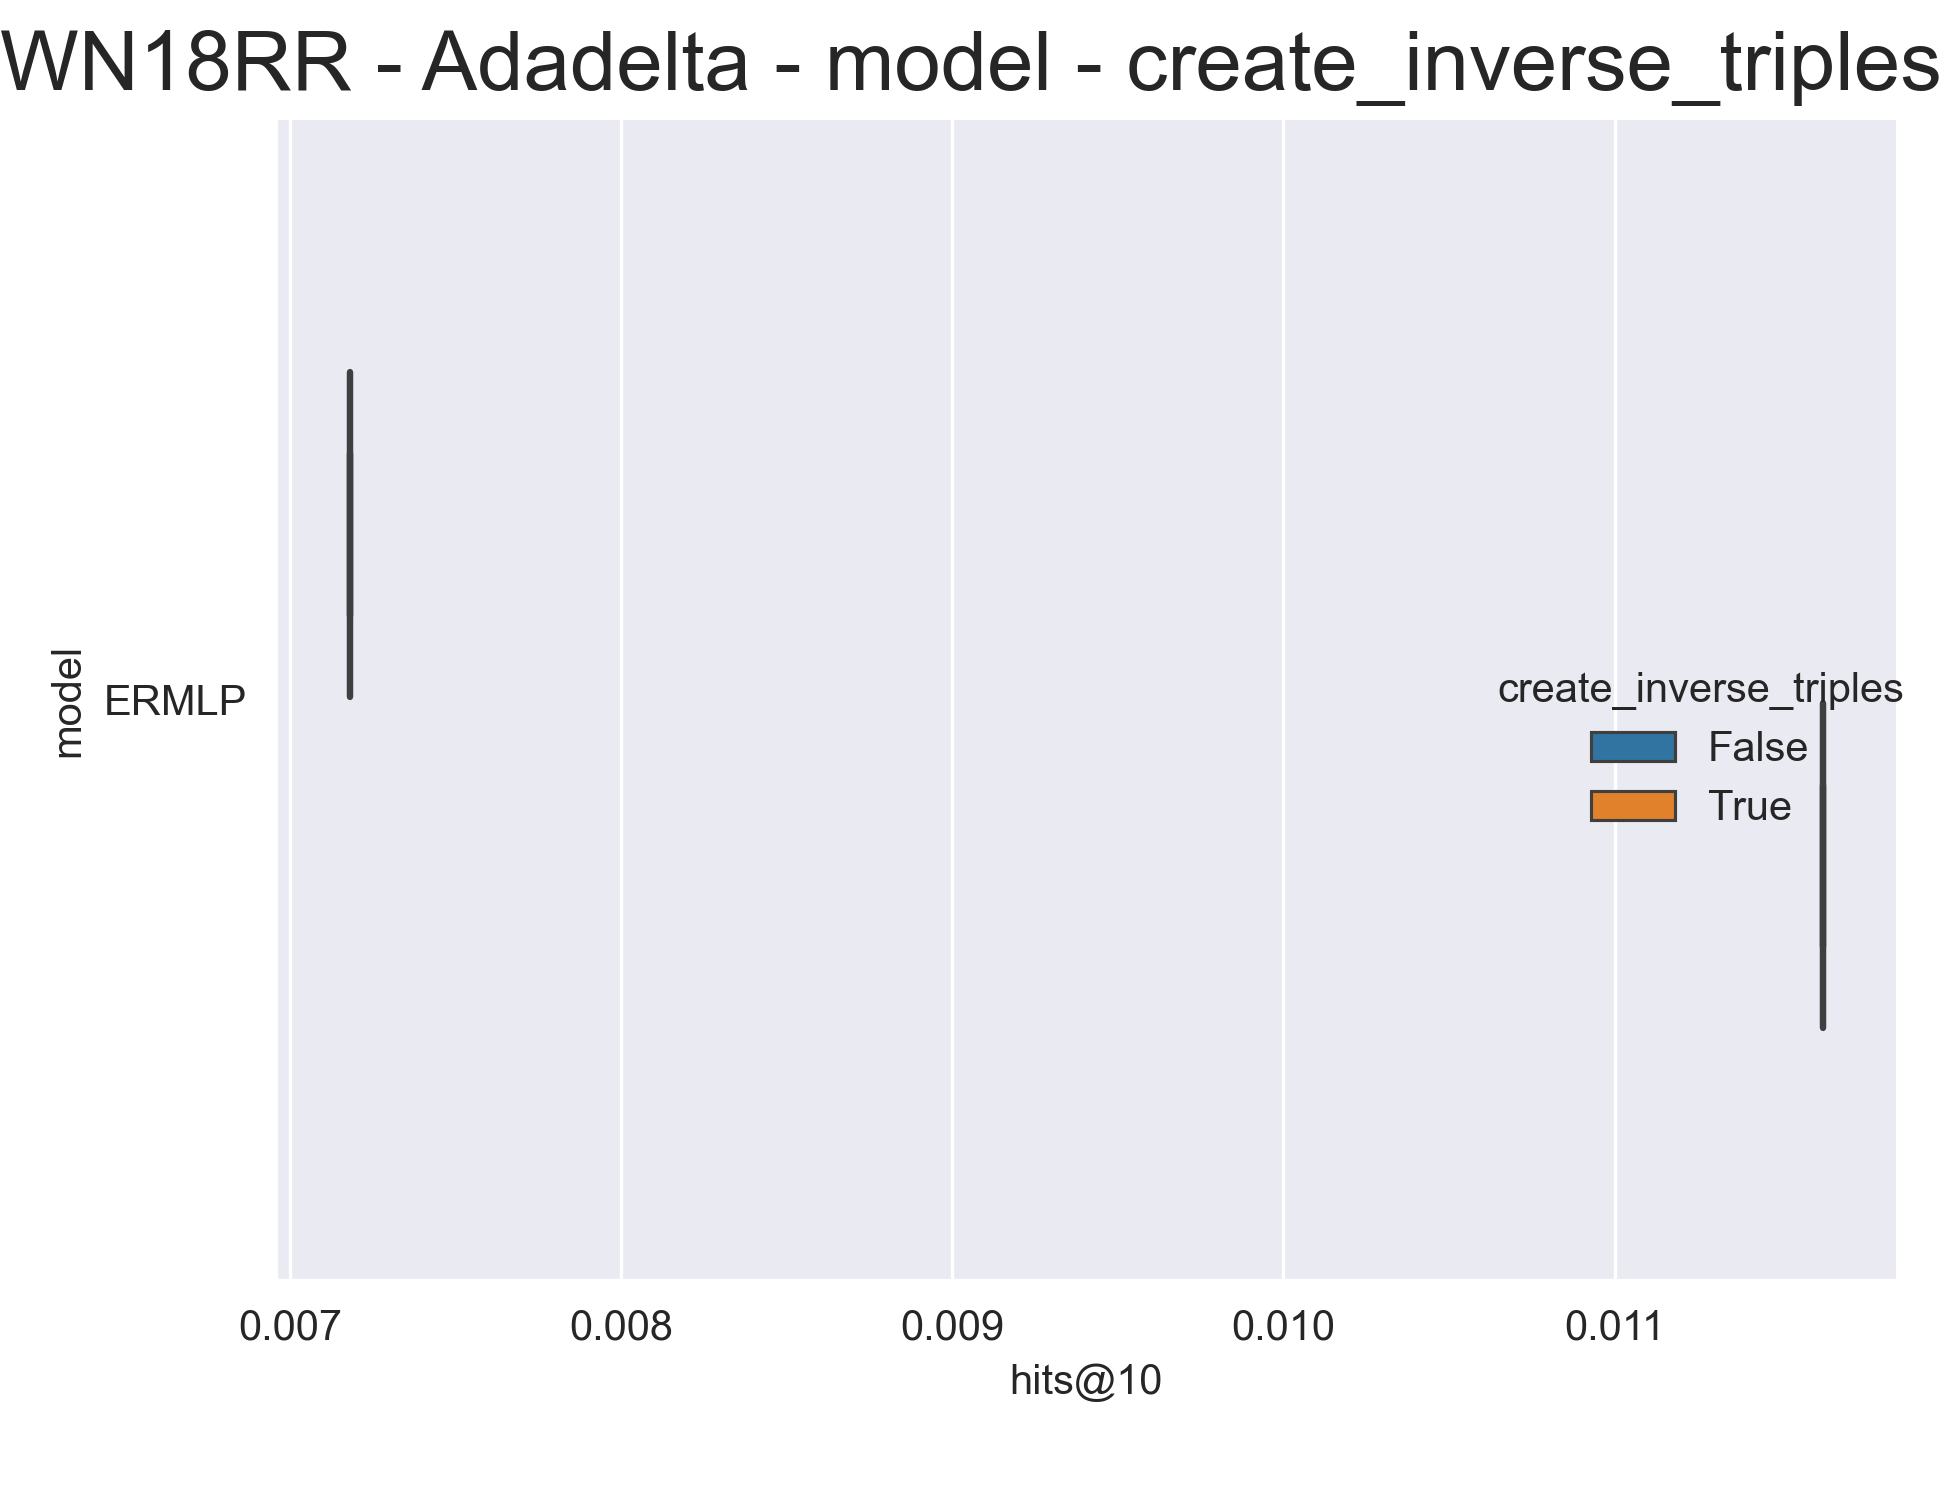 WN18RR - Adadelta - model - create_inverse_triples
model
ERMLP
create_inverse_triples
False
True
0.007 0.008 0.009 0.010 0.011
hits@10